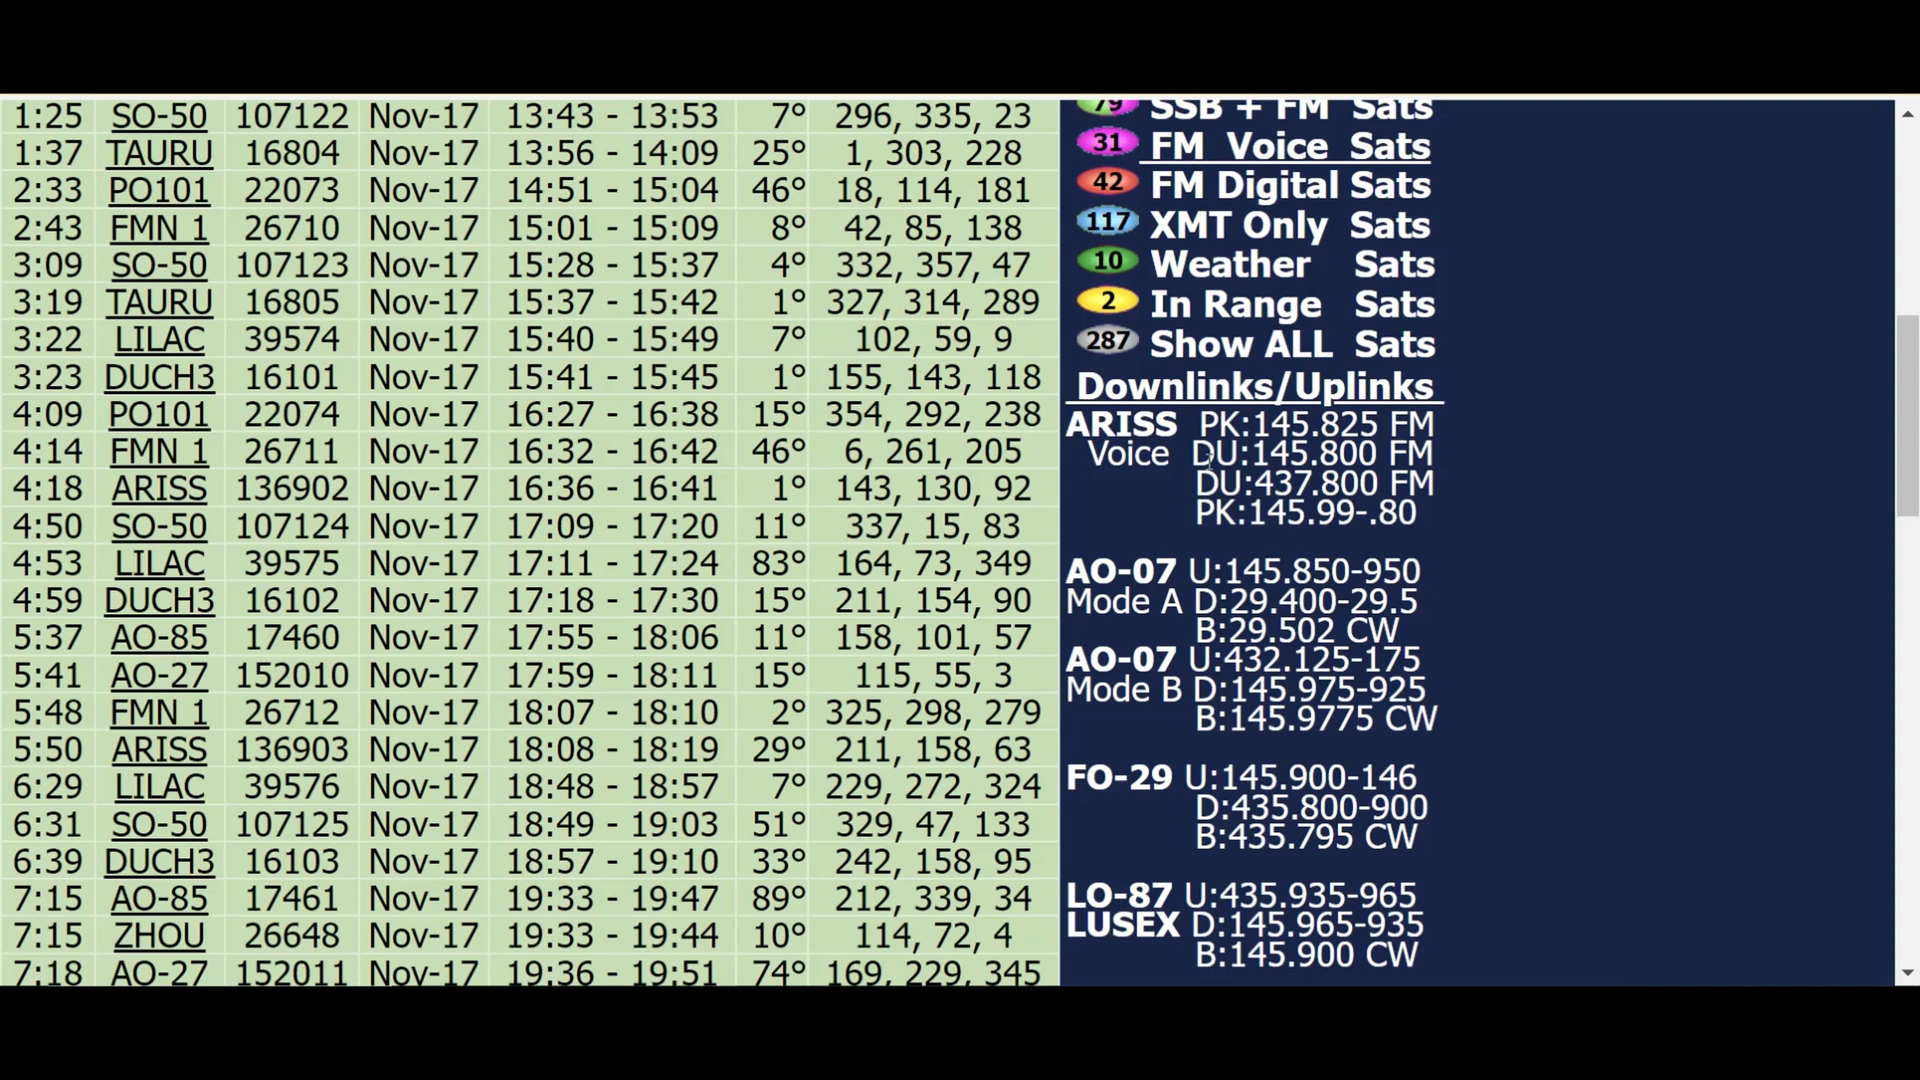 1:25 SO-50 107122 Nov-17 13:43 - 13:53 7° 296, 335, 23
1:37 TAURU 16804 Nov-17 13:56 - 14:09 25° 1, 303, 228
2:33 PO101 22073 Nov-17 14:51 - 15:04 46° 18, 114, 181
2:43 FMN 1 26710 Nov-17 15:01 - 15:09 8° 42, 85, 138
3:09 SO-50 107123 Nov-17 15:28 - 15:37 4° 332, 357, 47
3:19 TAURU 16805 Nov-17 15:37 - 15:42 1° 327, 314, 289
3:22 LILAC 39574 Nov-17 15:40 - 15:49 7° 102, 59, 9
3:23 DUCH3 16101 Nov-17 15:41 - 15:45 1° 155, 143, 118
4:09 PO101 22074 Nov-17 16:27 - 16:38 15° 354, 292, 238
4:14 FMN 1 26711 Nov-17 16:32 - 16:42 46° 6, 261, 205
4:18 ARISS 136902 Nov-17 16:36 - 16:41 1° 143, 130, 92
4:50 SO-50 107124 Nov-17 17:09 - 17:20 11° 337, 15, 83
4:53 LILAC 39575 Nov-17 17:11 - 17:24 83° 164, 73, 349
4:59 DUCH3 16102 Nov-17 17:18 - 17:30 15° 211, 154, 90
5:37 AO-85 17460 Nov-17 17:55 - 18:06 11° 158, 101, 57
5:41 AO-27 152010 Nov-17 17:59 - 18:11 15° 115, 55, 3
5:48 FMN 1 26712 Nov-17 18:07 - 18:10 2° 325, 298, 279
5:50 ARISS 136903 Nov-17 18:08 - 18:19 29° 211, 158, 63
6:29 LILAC 39576 Nov-17 18:48 - 18:57 7° 229, 272, 324
6:31 SO-50 107125 Nov-17 18:49 - 19:03 51° 329, 47, 133
6:39 DUCH3 16103 Nov-17 18:57 - 19:10 33° 242, 158, 95
7:15 AO-85 17461 Nov-17 19:33 - 19:47 89° 212, 339, 34
7:15 ZHOU 26648 Nov-17 19:33 - 19:44 10° 114, 72, 4
7:18 AO-27 152011 Nov-17 19:36 - 19:51 74° 169, 229, 345
79 SSB + FM Sats
31 FM Voice Sats
42 FM Digital Sats
117 XMT Only Sats
10 Weather Sats
2 In Range Sats
287 Show ALL Sats
Downlinks/Uplinks
ARISS PK:145.825 FM
Voice DU:145.800 FM
DU:437.800 FM
PK:145.99-.80
AO-07 U:145.850-950
Mode A D:29.400-29.5
B:29.502 CW
AO-07 U:432.125-175
Mode B D:145.975-925
B:145.9775 CW
FO-29 U:145.900-146
D:435.800-900
B:435.795 CW
LO-87 U:435.935-965
LUSEX D:145.965-935
B:145.900 CW